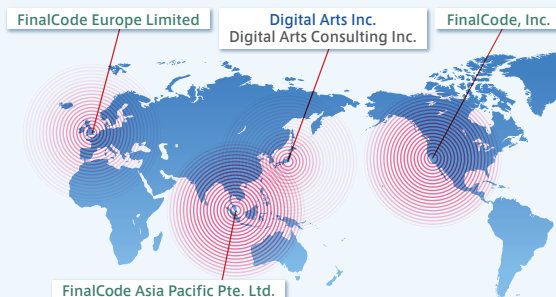 FinalCode Europe Limited
Digital Arts Inc.
Digital Arts Consulting Inc.
FinalCode, Inc.
FinalCode Asia Pacific Pte. Ltd.